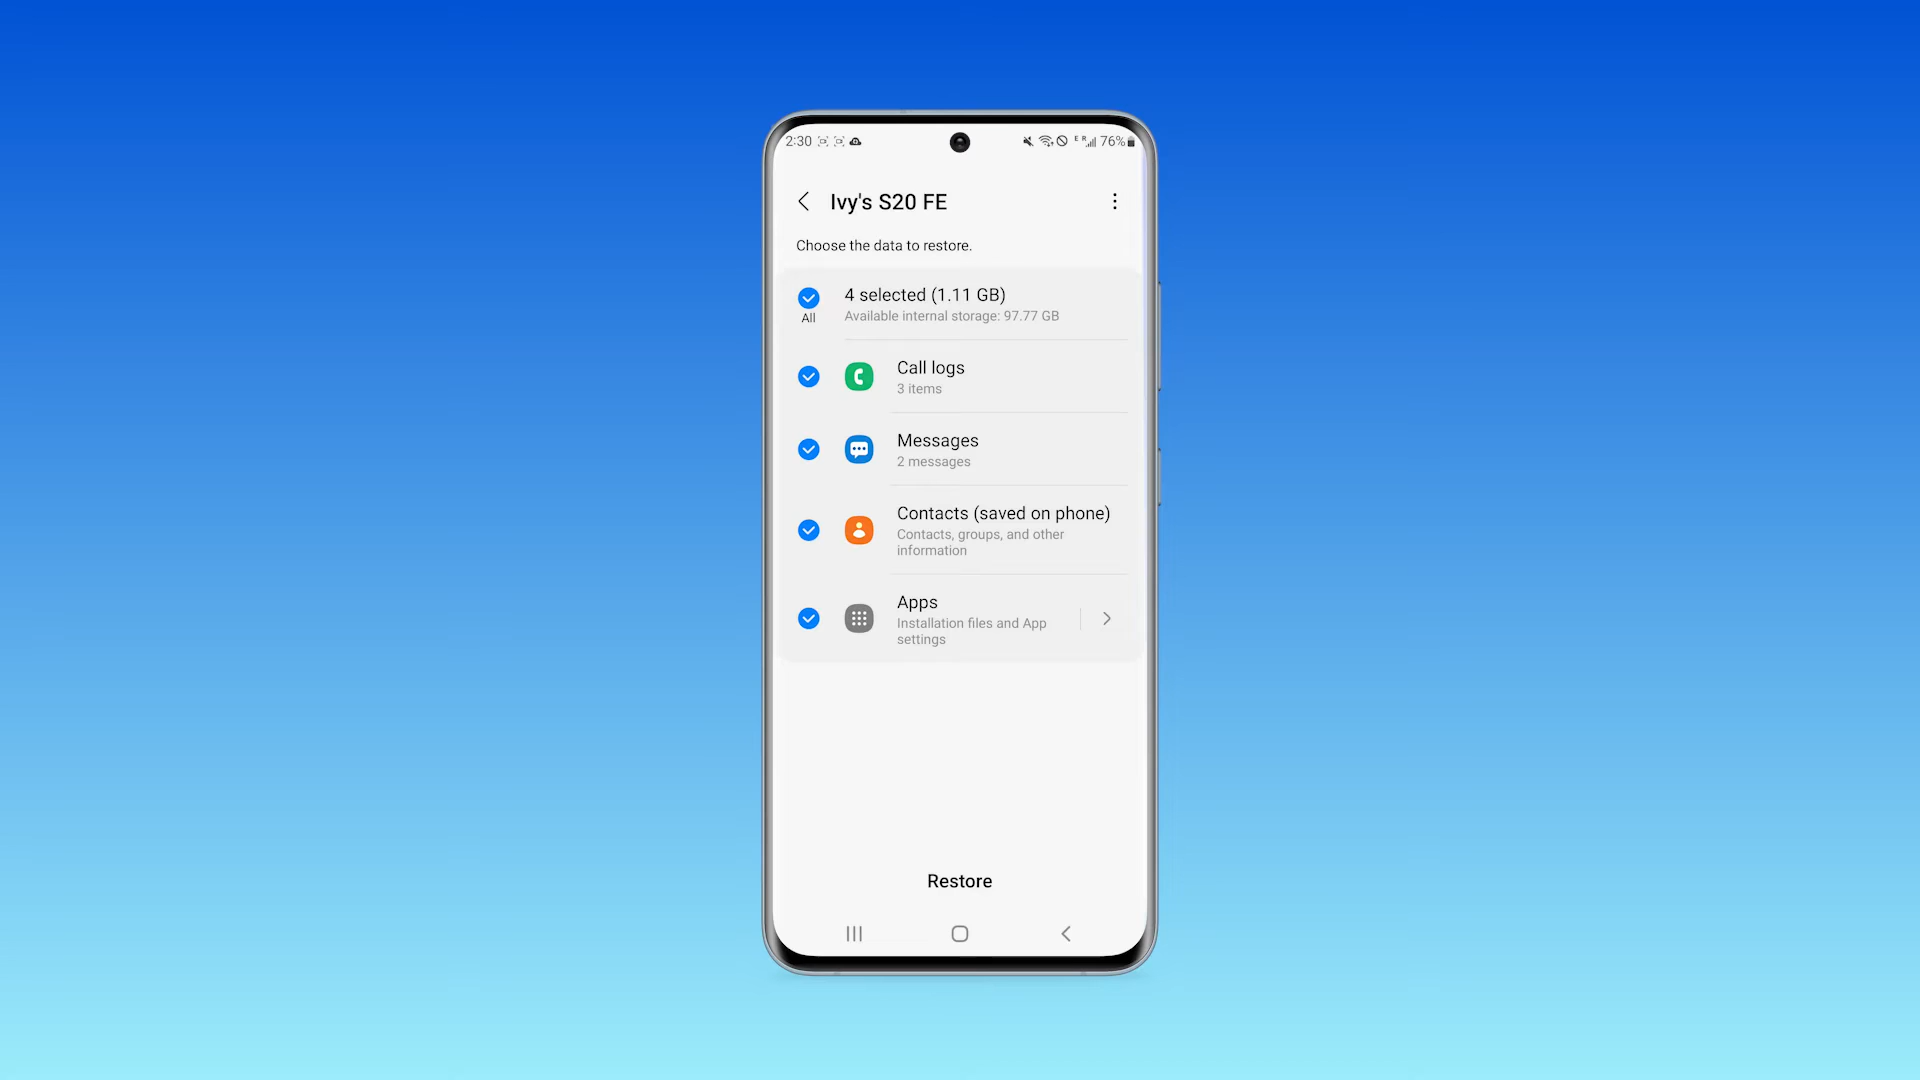 2:30
E R 76%
Ivy's S20 FE
Choose the data to restore.
4 selected (1.11 GB)
All
Available internal storage: 97.77 GB
Call logs
3 items
Messages
2 messages
Contacts (saved on phone)
Contacts, groups, and other
information
Apps
Installation files and App
settings
Restore